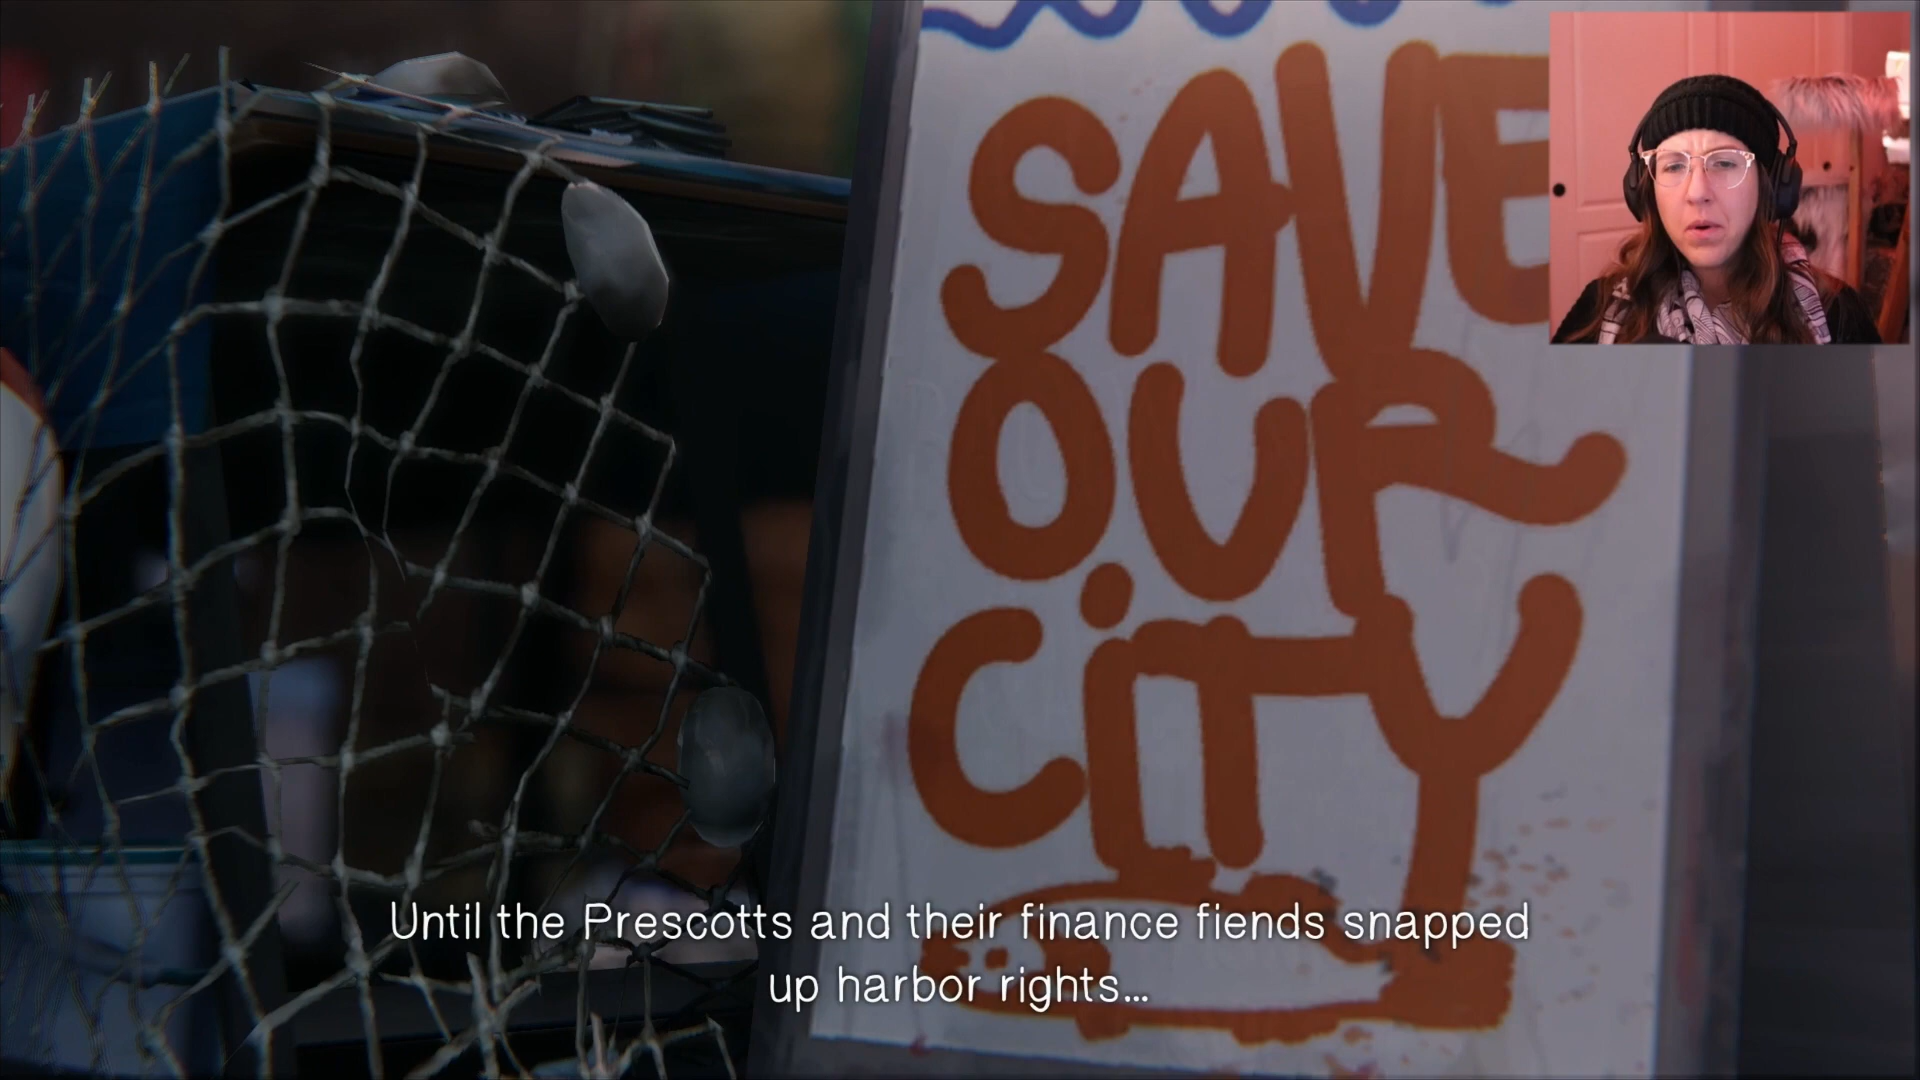 SAVE
OUR
CITY
Until the Prescotts and their finance fiends snapped
up harbor rights...